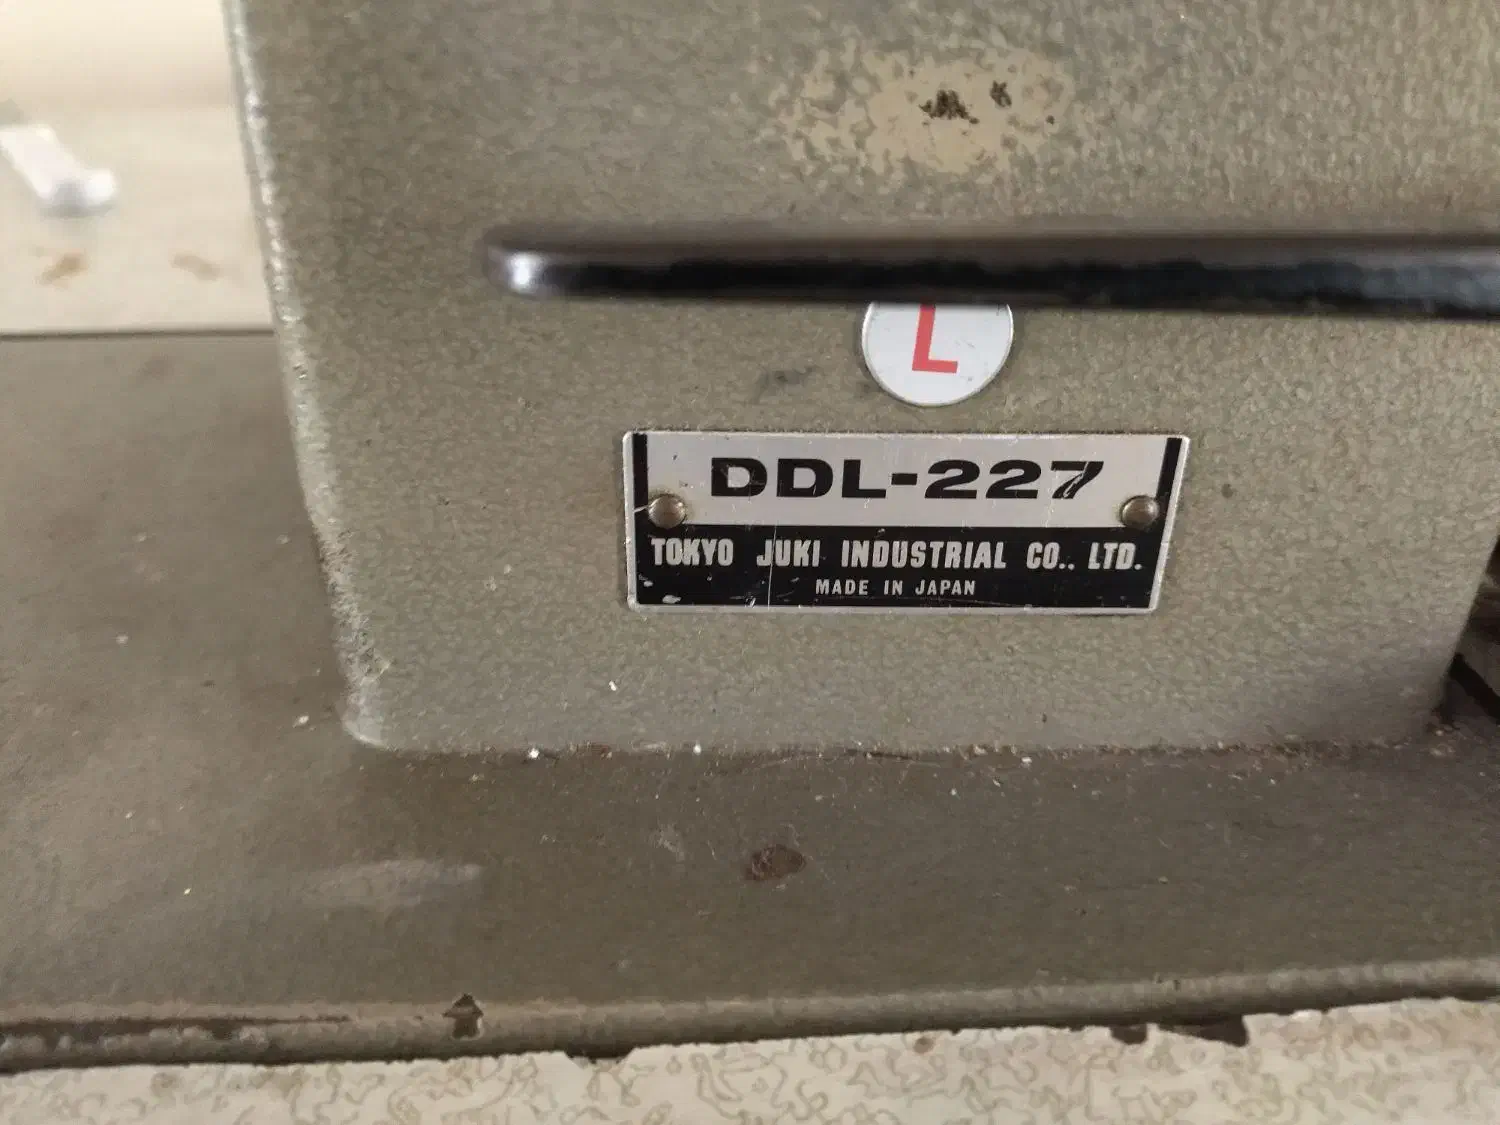 L
DDL-227
TOKYO JUKI INDUSTRIAL CO., LTD.
MADE IN JAPAN